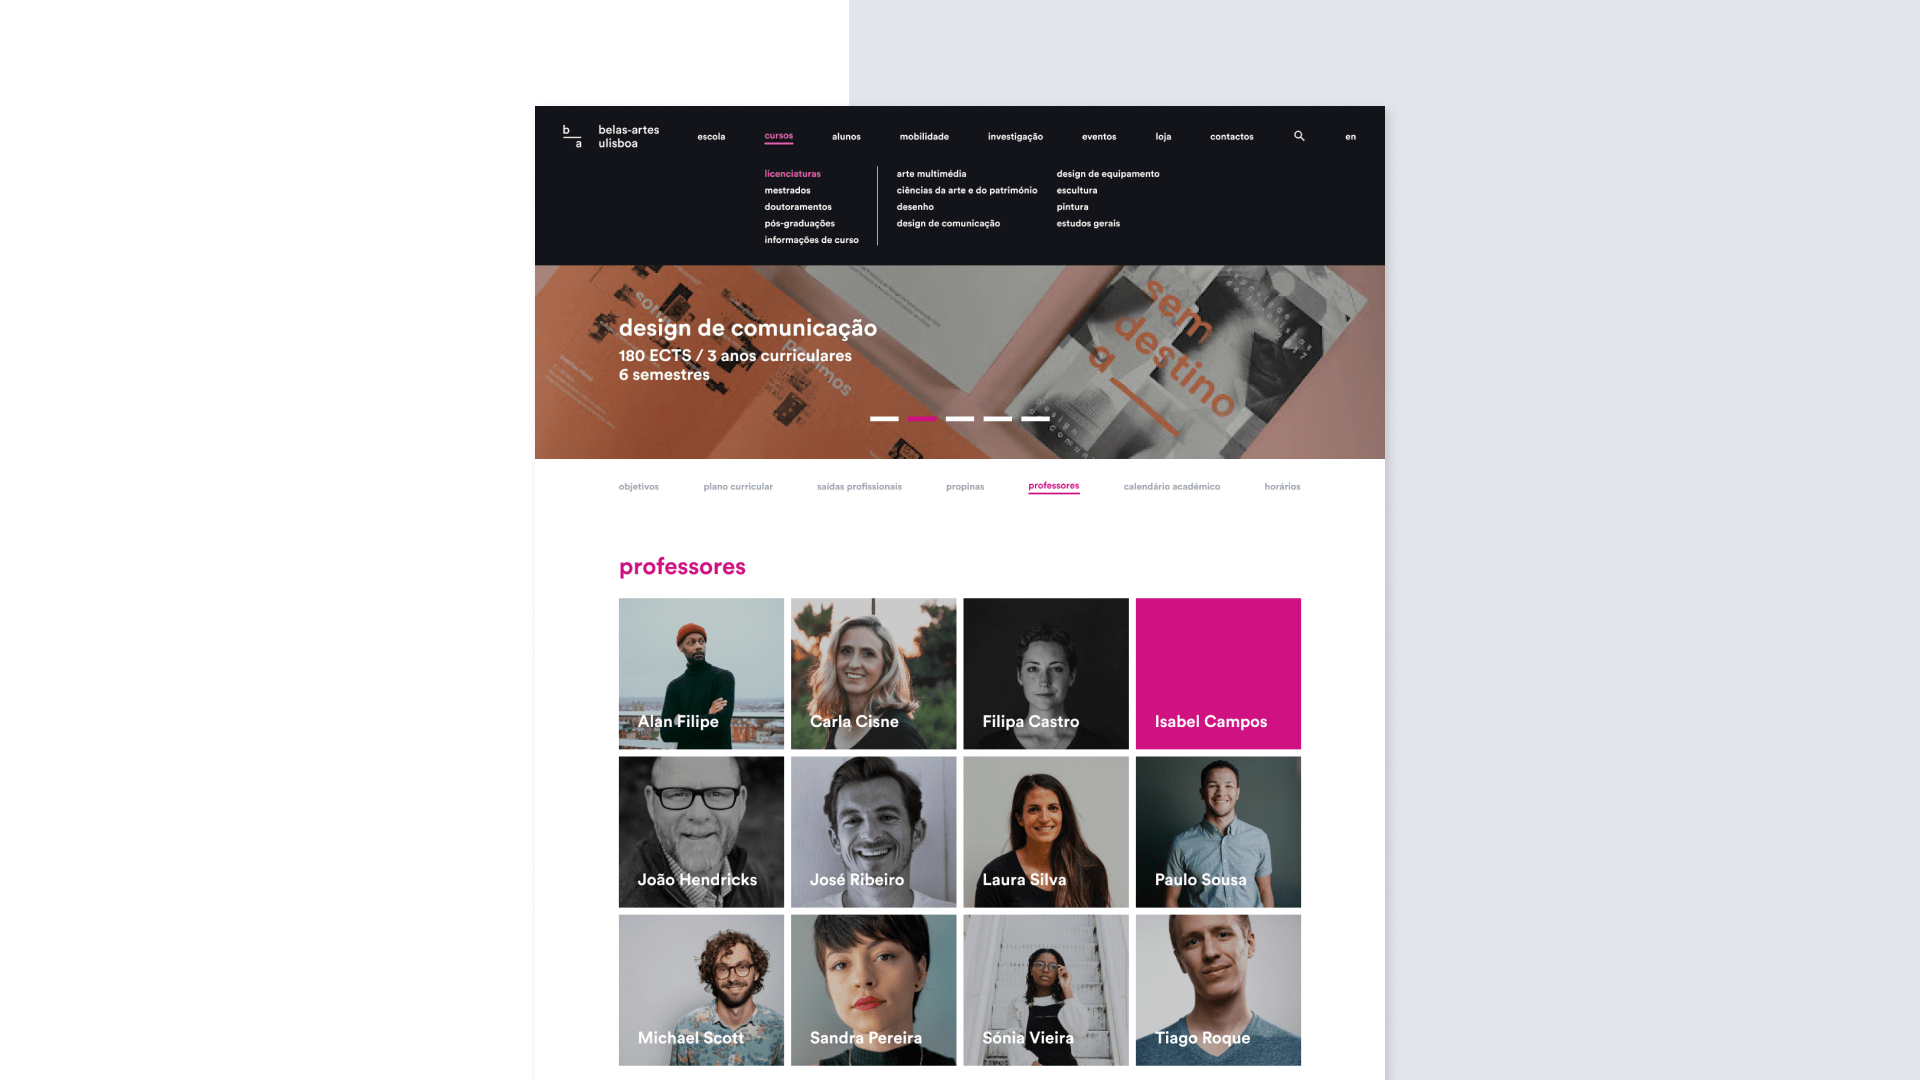 b
a
belas-artes
ulisboa
escola
cursos
alunos
mobilidade
investigação
eventos
loja
contactos
en
licenciaturas
mestrados
doutoramentos
pós-graduações
informações de curso
arte multimédia
ciências da arte e do património
desenho
design de comunicação
design de equipamento
escultura
pintura
estudos gerais
design de comunicação
180 ECTS / 3 anos curriculares
6 semestres
sem
destino
a
objetivos
plano curricular
saídas profissionais
propinas
professores
calendário académico
horários
professores
Alan Filipe
Carla Cisne
Filipa Castro
Isabel Campos
João Hendricks
José Ribeiro
Laura Silva
Paulo Sousa
Michael Scott
Sandra Pereira
Sónia Vieira
Tiago Roque